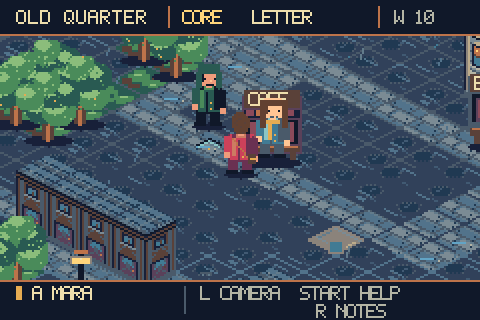 OLD QUARTER CORE LETTER W 10
A MARA L CAMERA START HELP
R NOTES